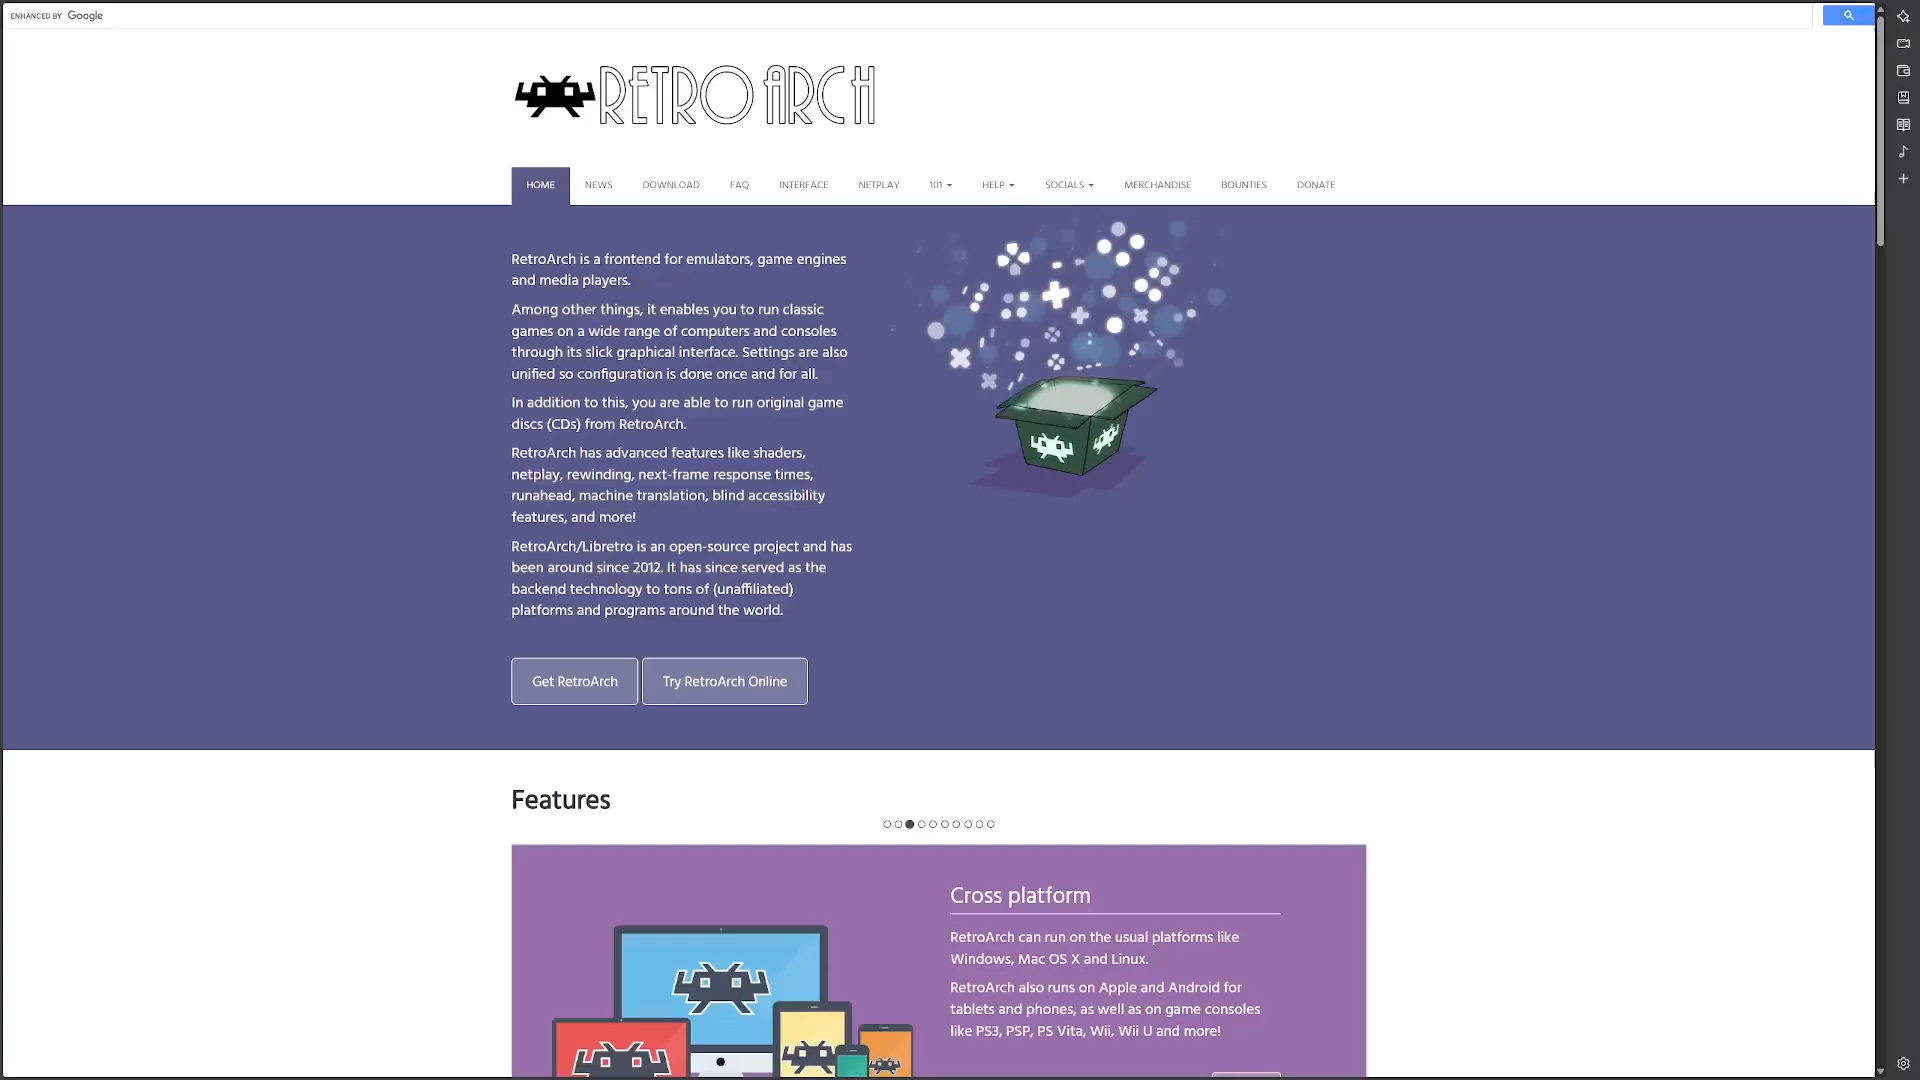 ENHANCED BY Google
RETROARCH
HOME NEWS DOWNLOAD FAQ INTERFACE NETPLAY 101 HELP SOCIALS MERCHANDISE BOUNTIES DONATE
RetroArch is a frontend for emulators, game engines
and media players.
Among other things, it enables you to run classic
games on a wide range of computers and consoles
through its slick graphical interface. Settings are also
unified so configuration is done once and for all.
In addition to this, you are able to run original game
discs (CDs) from RetroArch.
RetroArch has advanced features like shaders,
netplay, rewinding, next-frame response times,
runahead, machine translation, blind accessibility
features, and more!
RetroArch/Libretro is an open-source project and has
been around since 2012. It has since served as the
backend technology to tons of (unaffiliated)
platforms and programs around the world.
Get RetroArch Try RetroArch Online
Features
Cross platform
RetroArch can run on the usual platforms like
Windows, Mac OS X and Linux.
RetroArch also runs on Apple and Android for
tablets and phones, as well as on game consoles
like PS3, PSP, PS Vita, Wii, Wii U and more!